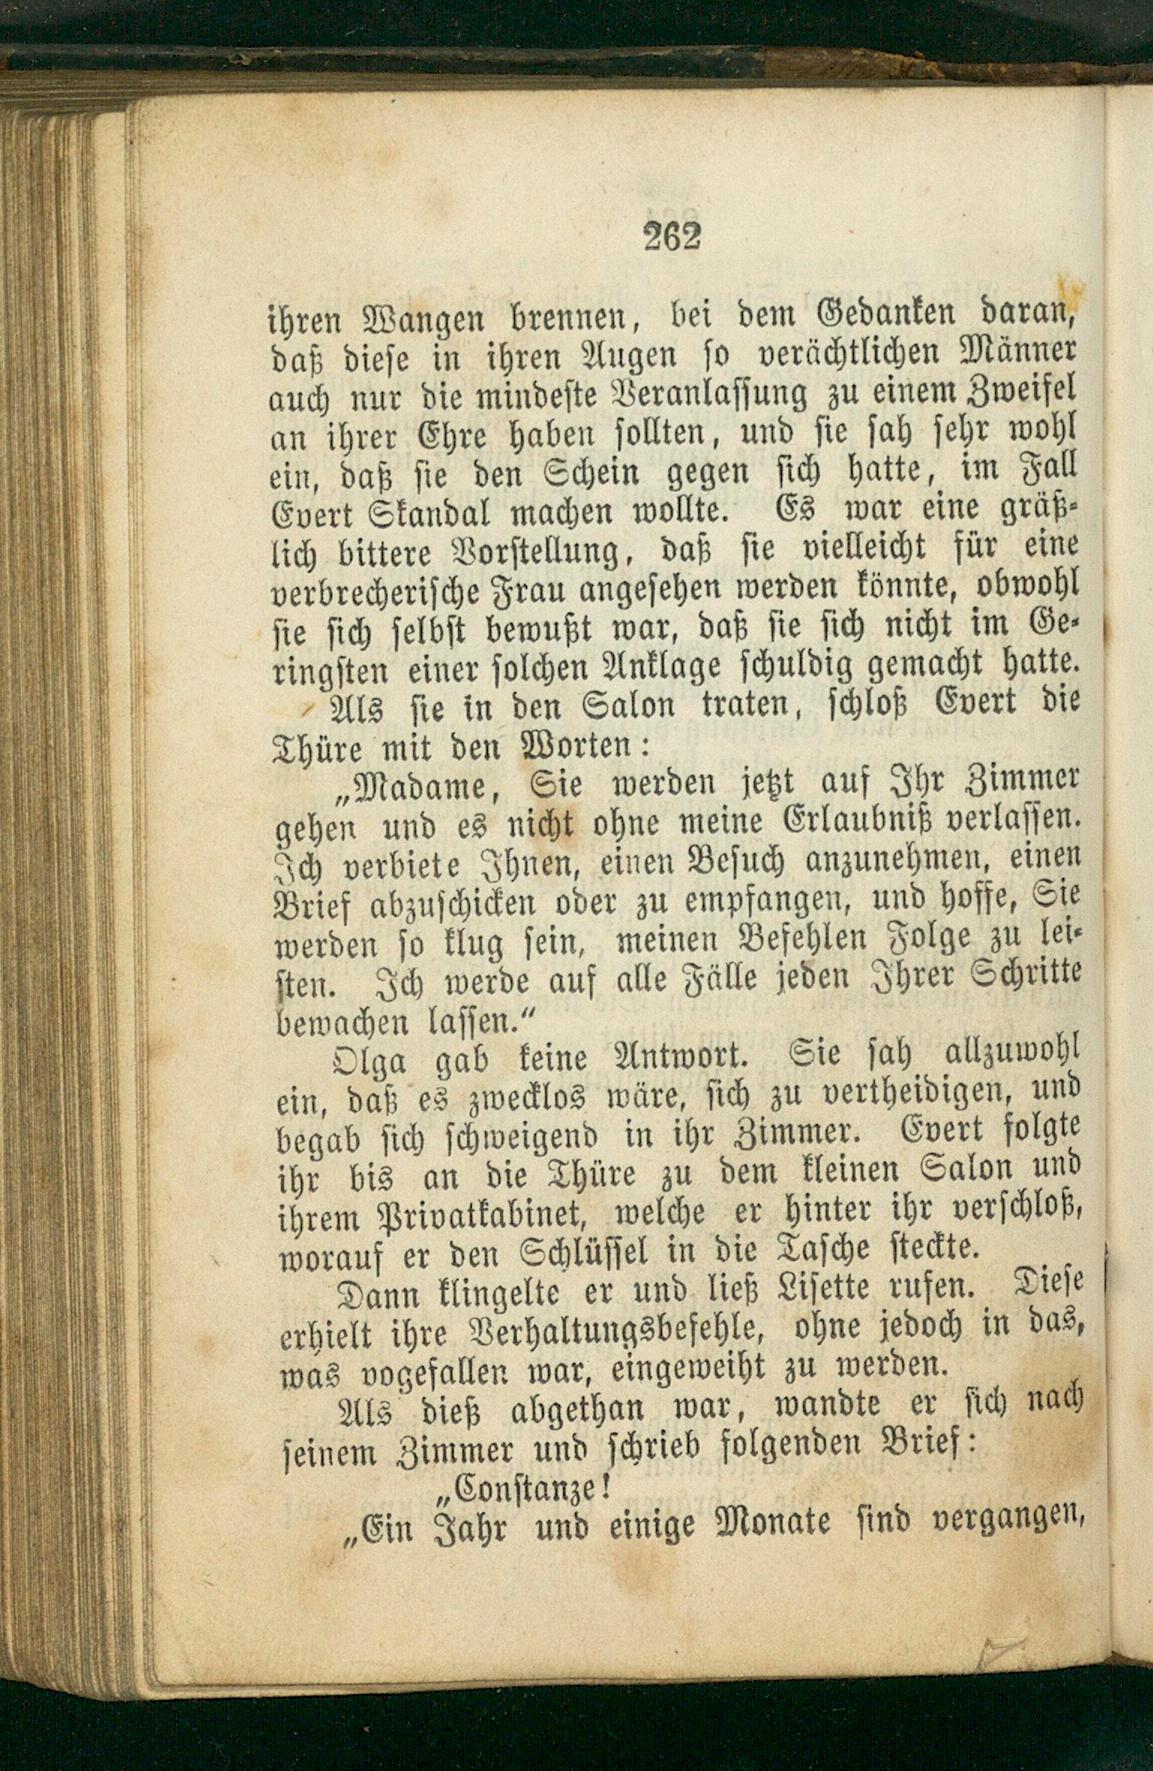 262
ihren Wangen brennen, bei dem Gedanken daran,
daß diese in ihren Augen so verächtlichen Männer
auch nur die mindeste Veranlassung zu einem Zweifel
an ihrer Ehre haben sollten, und sie sah sehr wohl
ein, daß sie den Schein gegen sich hatte, im Fall
Evert Skandal machen wollte. Es war eine gräß-
lich bittere Vorstellung, daß sie vielleicht für eine
verbrecherische Frau angesehen werden könnte, obwohl
sie sich selbst bewußt war, daß sie sich nicht im Ge-
ringsten einer solchen Anklage schuldig gemacht hatte.
Als sie in den Salon traten, schloß Evert die
Thüre mit den Worten:
„Madame, Sie werden jetzt auf Ihr Zimmer
gehen und es nicht ohne meine Erlaubniß verlassen.
Ich verbiete Ihnen, einen Besuch anzunehmen, einen
Brief abzuschicken oder zu empfangen, und hoffe, Sie
werden so klug sein, meinen Befehlen Folge zu lei-
sten. Ich werde auf alle Fälle jeden Ihrer Schritte
bewachen lassen.“
Olga gab keine Antwort. Sie sah allzuwohl
ein, daß es zwecklos wäre, sich zu vertheidigen, und
begab sich schweigend in ihr Zimmer. Evert folgte
ihr bis an die Thüre zu dem kleinen Salon und
ihrem Privatkabinet, welche er hinter ihr verschloß,
worauf er den Schlüssel in die Tasche steckte.
Dann klingelte er und ließ Lisette rufen. Diese
erhielt ihre Verhaltungsbefehle, ohne jedoch in das,
was vogefallen war, eingeweiht zu werden.
Als dieß abgethan war, wandte er sich nach
seinem Zimmer und schrieb folgenden Brief:
„Constanze!
„Ein Jahr und einige Monate sind vergangen,